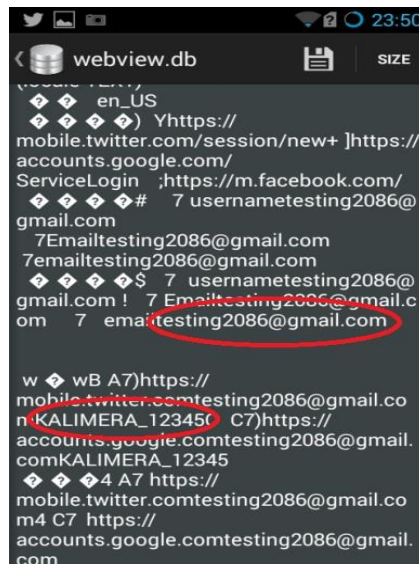 23:50
webview.db
SIZE
(locale TEXT)
� � en_US
� � � �) Yhttps://
mobile.twitter.com/session/new+ ]https://
accounts.google.com/
ServiceLogin ;https://m.facebook.com/
� � � �# 7 usernametesting2086@
gmail.com
7Emailtesting2086@gmail.com
7emailtesting2086@gmail.com
� � � �$ 7 usernametesting2086@
gmail.com ! 7 Emailtesting2086@gmail.c
om 7 emailtesting2086@gmail.com
w � wB A7)https://
mobile.twitter.comtesting2086@gmail.co
mKALIMERA_12345( C7)https://
accounts.google.comtesting2086@gmail.
comKALIMERA_12345
� � �4 A7 https://
mobile.twitter.comtesting2086@gmail.co
m4 C7 https://
accounts.google.comtesting2086@gmail.
com